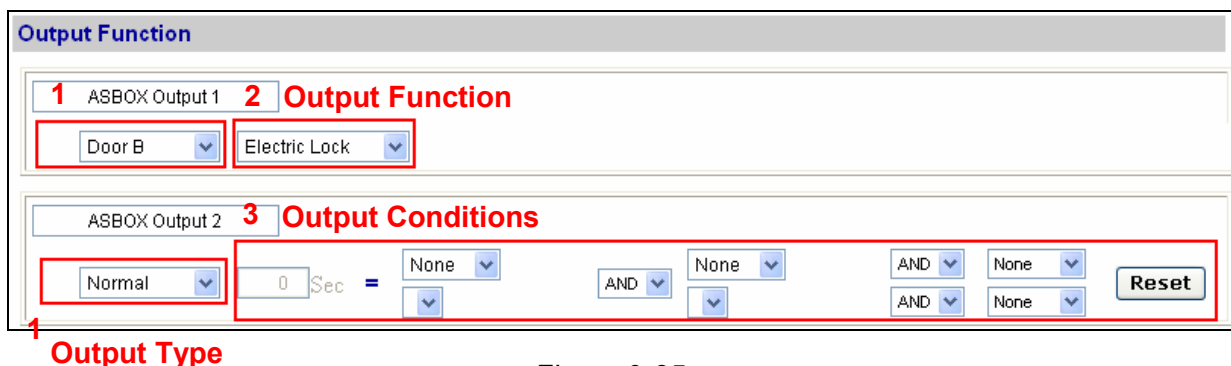 Output Function
1 ASBOX Output 1 2 Output Function
Door B Electric Lock
ASBOX Output 2 3 Output Conditions
None None AND None
Normal 0 Sec = AND Reset
AND None
1
Output Type